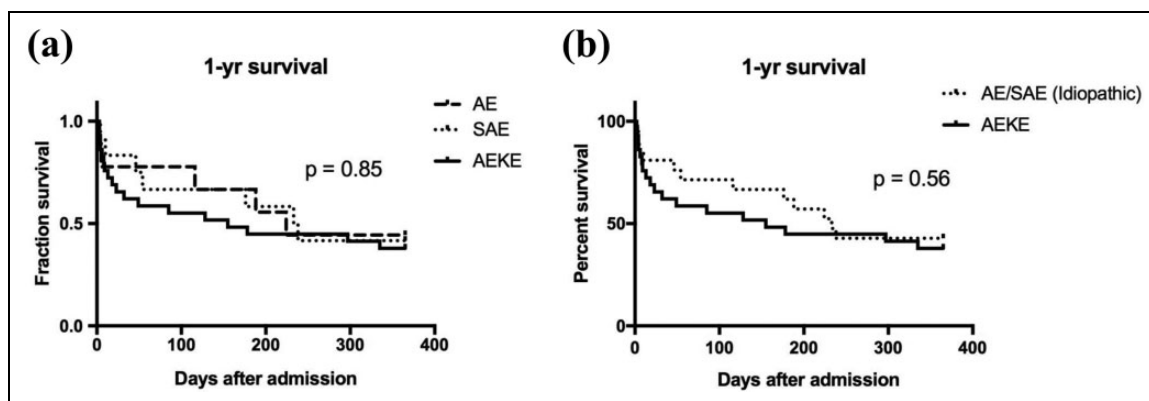 (a)
1-yr survival
AE
SAE
AEKE
p = 0.85
Fraction survival
1.0
0.5
0.0
0
100
200
300
400
Days after admission
(b)
1-yr survival
AE/SAE (Idiopathic)
AEKE
p = 0.56
Percent survival
100
50
0
0
100
200
300
400
Days after admission